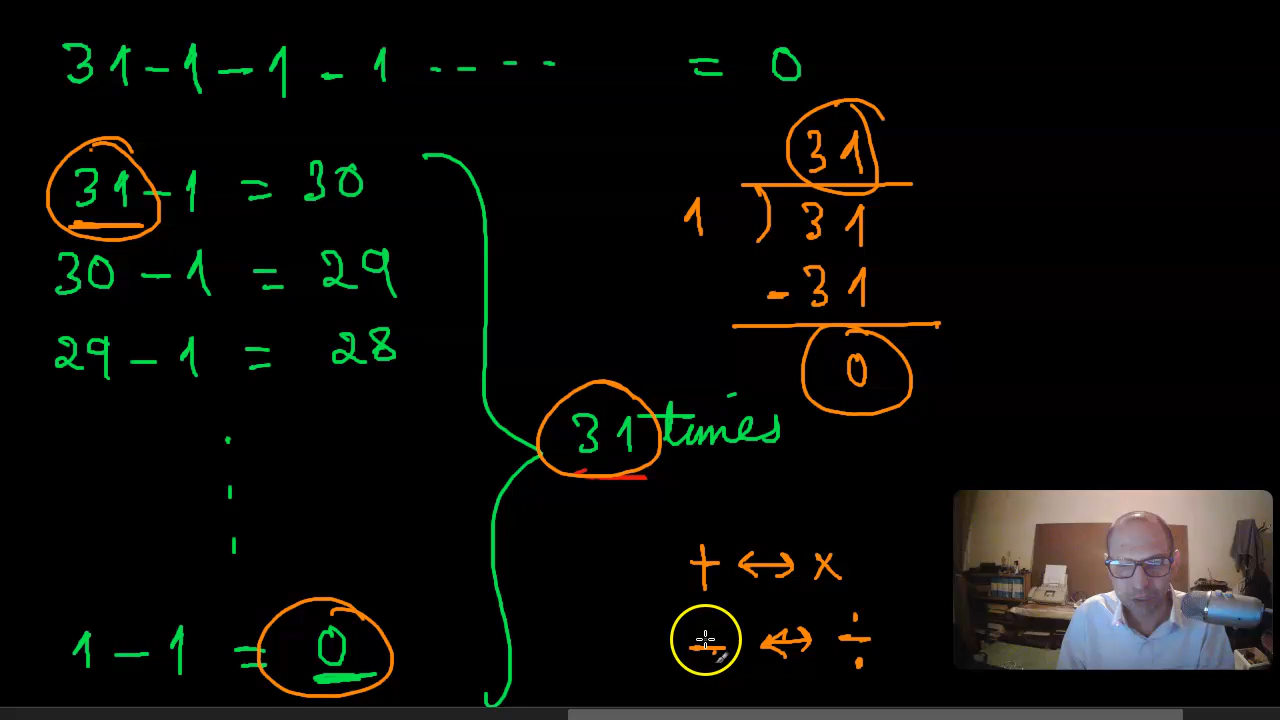 31 - 1 - 1 - 1 ..... = 0
31 - 1 = 30
30 - 1 = 29
29 - 1 = 28
1 - 1 = 0
31 times
31
1 ) 31
- 31
0
+ ↔ x
- ↔ ÷